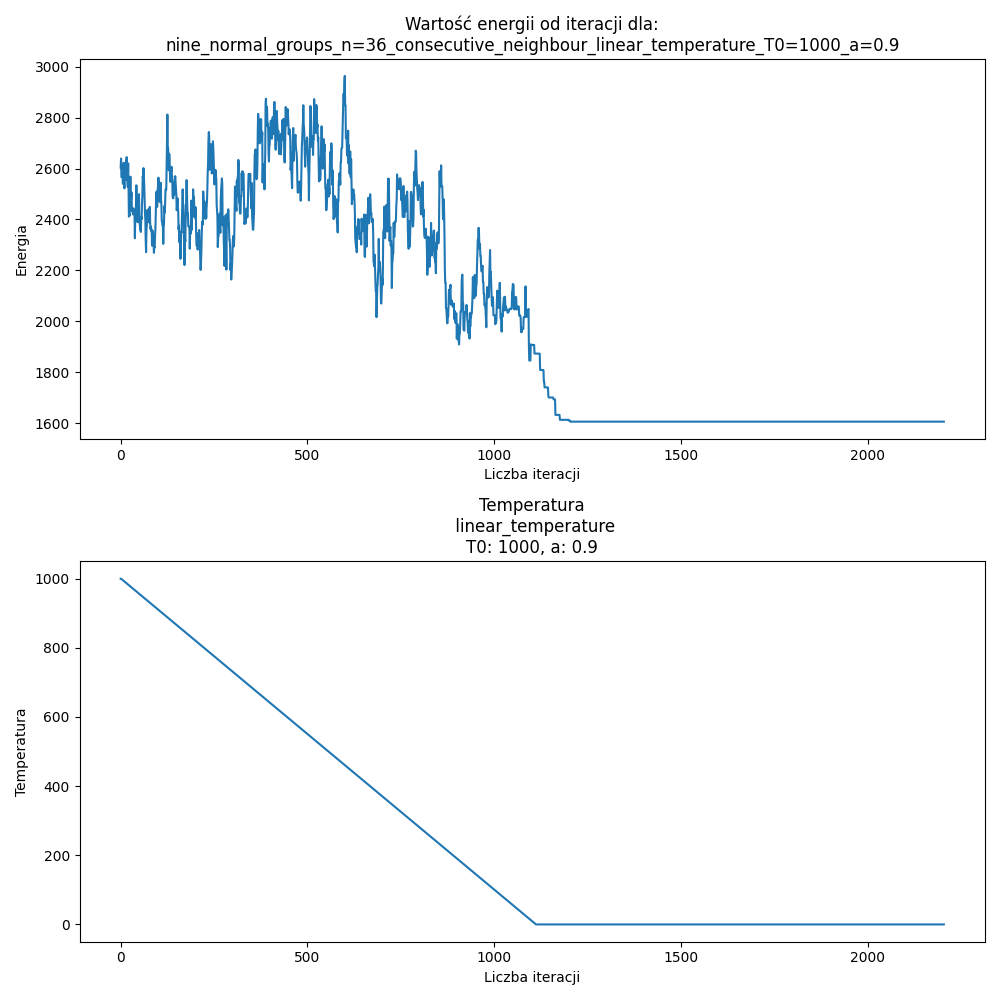 Wartość energii od iteracji dla:
nine_normal_groups_n=36_consecutive_neighbour_linear_temperature_T0=1000_a=0.9
3000
2800
2600
2400
2200
2000
1800
1600
Energia
0 500 1000 1500 2000
Liczba iteracji
Temperatura
linear_temperature
T0: 1000, a: 0.9
1000
800
600
400
200
0
Temperatura
0 500 1000 1500 2000
Liczba iteracji